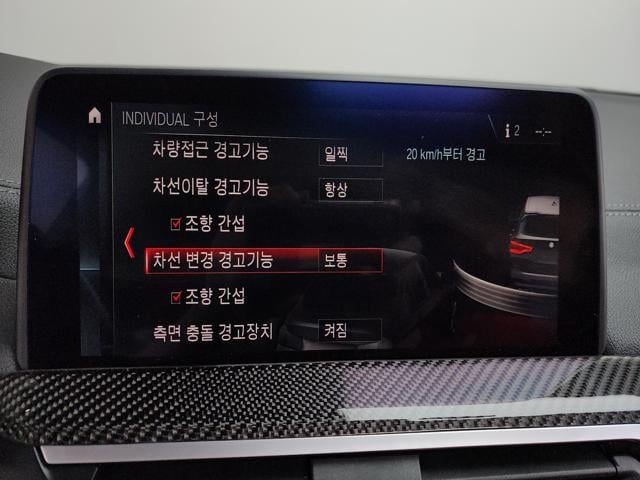 INDIVIDUAL 구성
i 2 --:--
차량접근 경고기능 일찍 20 km/h부터 경고
차선이탈 경고기능 항상
조향 간섭
차선 변경 경고기능 보통
조향 간섭
측면 충돌 경고장치 켜짐